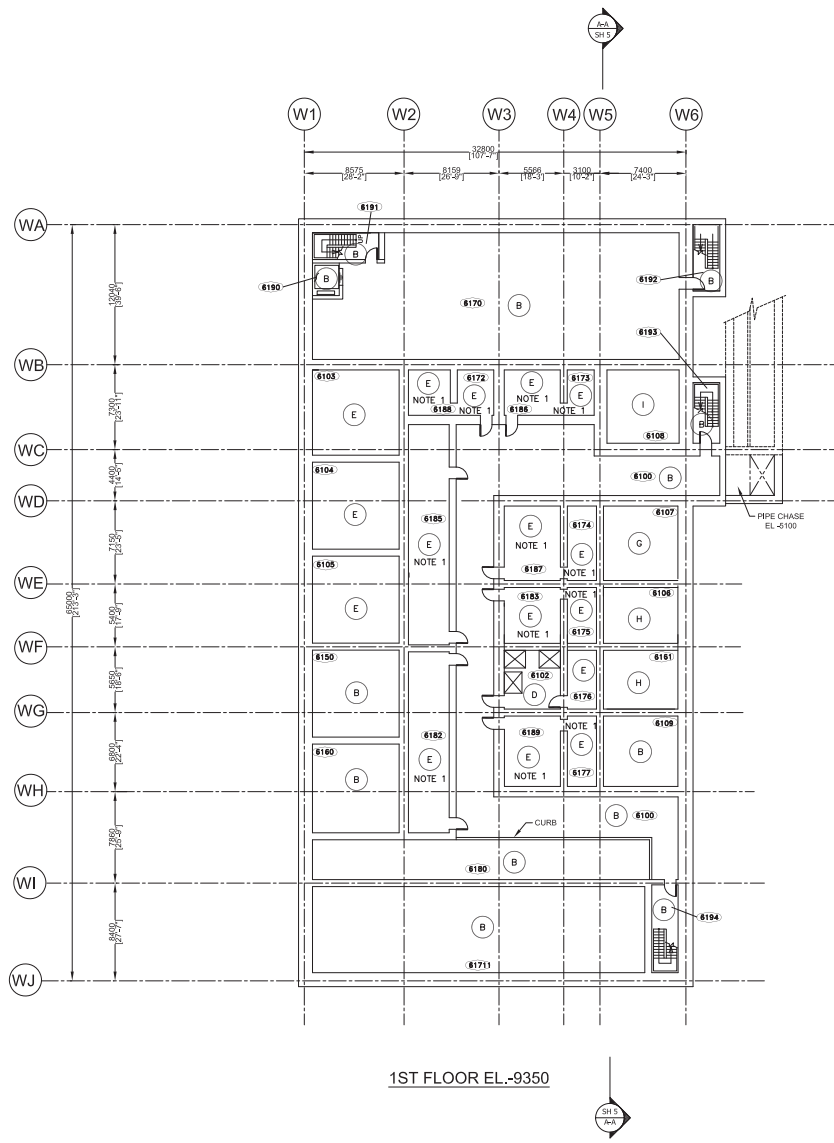 A-A
SH 5
W1 W2 W3 W4 W5 W6
32800
[107'-7"]
8575 8159 5566 3100 7400
[28'-2"] [26'-9"] [18'-3"] [10'-2"] [24'-3"]
WA
6191
UP
B
6190
B
6192
B
12040
[39'-6"]
6170
B
6193
WB
6103
E
E
NOTE 1
6188
6172
E
NOTE 1
E
NOTE 1
6186
6173
E
NOTE 1
I
6108
B
7300
[23'-11"]
WC
6104
E
6100
B
4400
WD
PIPE CHASE
EL -5100
6185
E
NOTE 1
E
NOTE 1
6187
6174
E
NOTE 1
6107
G
7150
[23'-5"]
WE
6105
E
6183
E
NOTE 1
E
6175
6106
H
65000
[213'-3"]
5400
[17'-9"]
WF
6150
B
6102
D
E
6176
6161
H
5650
[18'-6"]
WG
6182
E
NOTE 1
6189
E
NOTE 1
NOTE 1
E
6177
6109
B
6160
B
6800
[22'-4"]
WH
B
6100
CURB
7860
[25'-9"]
6180
B
WI
B
6194
8400
[27'-7"]
B
61711
WJ
1ST FLOOR EL.-9350
SH 5
A-A